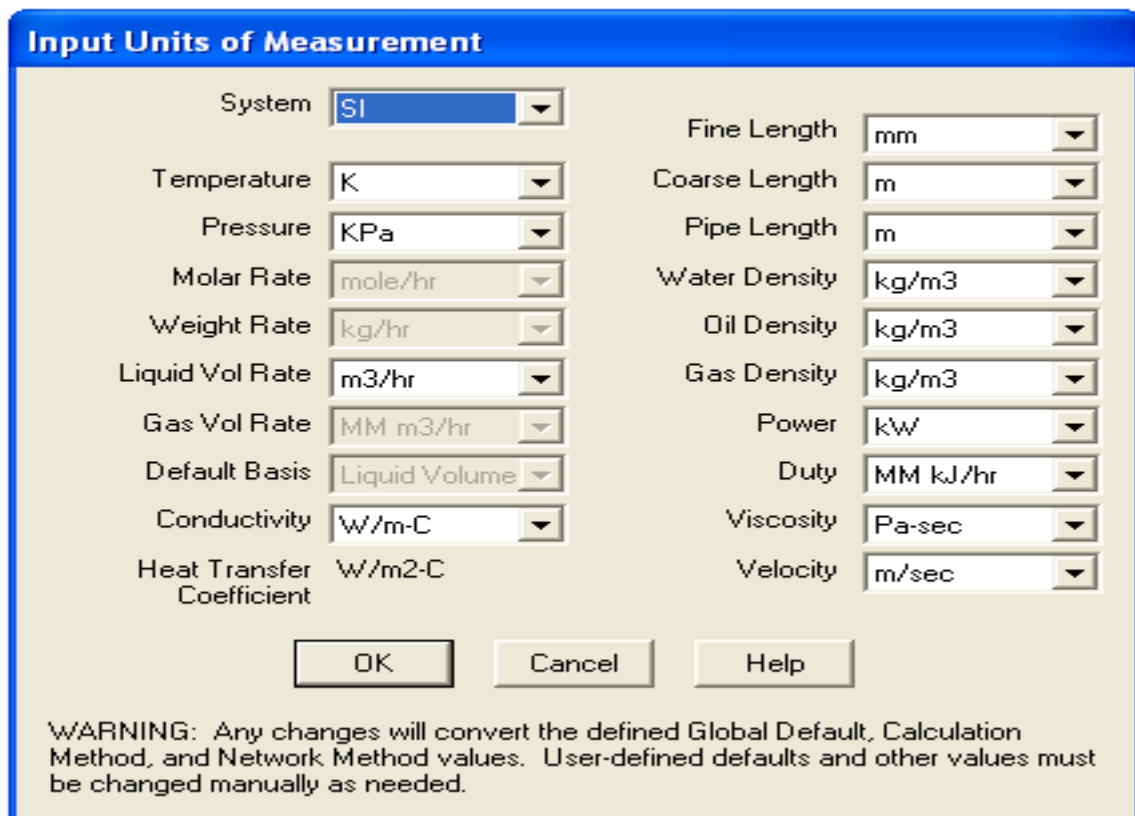 Input Units of Measurement
System SI
Temperature K
Pressure KPa
Molar Rate mole/hr
Weight Rate kg/hr
Liquid Vol Rate m3/hr
Gas Vol Rate MM m3/hr
Default Basis Liquid Volume
Conductivity W/m-C
Heat Transfer W/m2-C
Coefficient
Fine Length mm
Coarse Length m
Pipe Length m
Water Density kg/m3
Oil Density kg/m3
Gas Density kg/m3
Power kW
Duty MM kJ/hr
Viscosity Pa-sec
Velocity m/sec
OK Cancel Help
WARNING: Any changes will convert the defined Global Default, Calculation
Method, and Network Method values. User-defined defaults and other values must
be changed manually as needed.